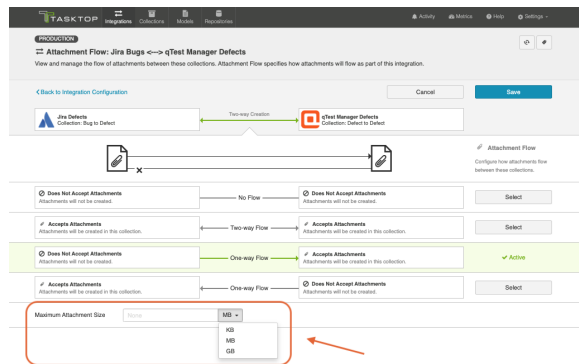 TASKTOP
Integrations
Collections
Models
Repositories
Activity
Metrics
Help
Settings
PRODUCTION
Attachment Flow: Jira Bugs <---> qTest Manager Defects
View and manage the flow of attachments between these collections. Attachment Flow specifies how attachments will flow as part of this integration.
Back to Integration Configuration
Cancel
Save
Jira Defects
Collection: Bug to Defect
Two-way Creation
qTest Manager Defects
Collection: Defect to Defect
Attachment Flow
Configure how attachments flow
between these collections.
Does Not Accept Attachments
Attachments will not be created.
No Flow
Does Not Accept Attachments
Attachments will not be created.
Select
Accepts Attachments
Attachments will be created in this collection.
Two-way Flow
Accepts Attachments
Attachments will be created in this collection.
Select
Does Not Accept Attachments
Attachments will not be created.
One-way Flow
Accepts Attachments
Attachments will be created in this collection.
Active
Accepts Attachments
Attachments will be created in this collection.
One-way Flow
Does Not Accept Attachments
Attachments will not be created.
Select
Maximum Attachment Size
None
MB
KB
MB
GB